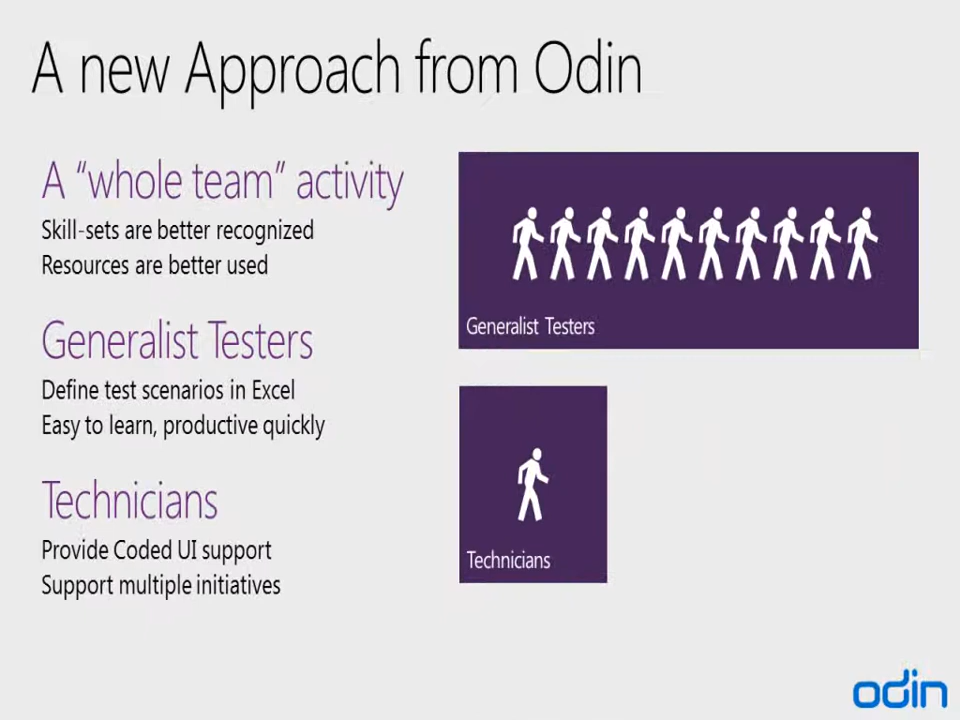 A new Approach from Odin
A “whole team” activity
Skill-sets are better recognized
Resources are better used
Generalist Testers
Define test scenarios in Excel
Easy to learn, productive quickly
Technicians
Provide Coded UI support
Support multiple initiatives
Generalist Testers
Technicians
odin